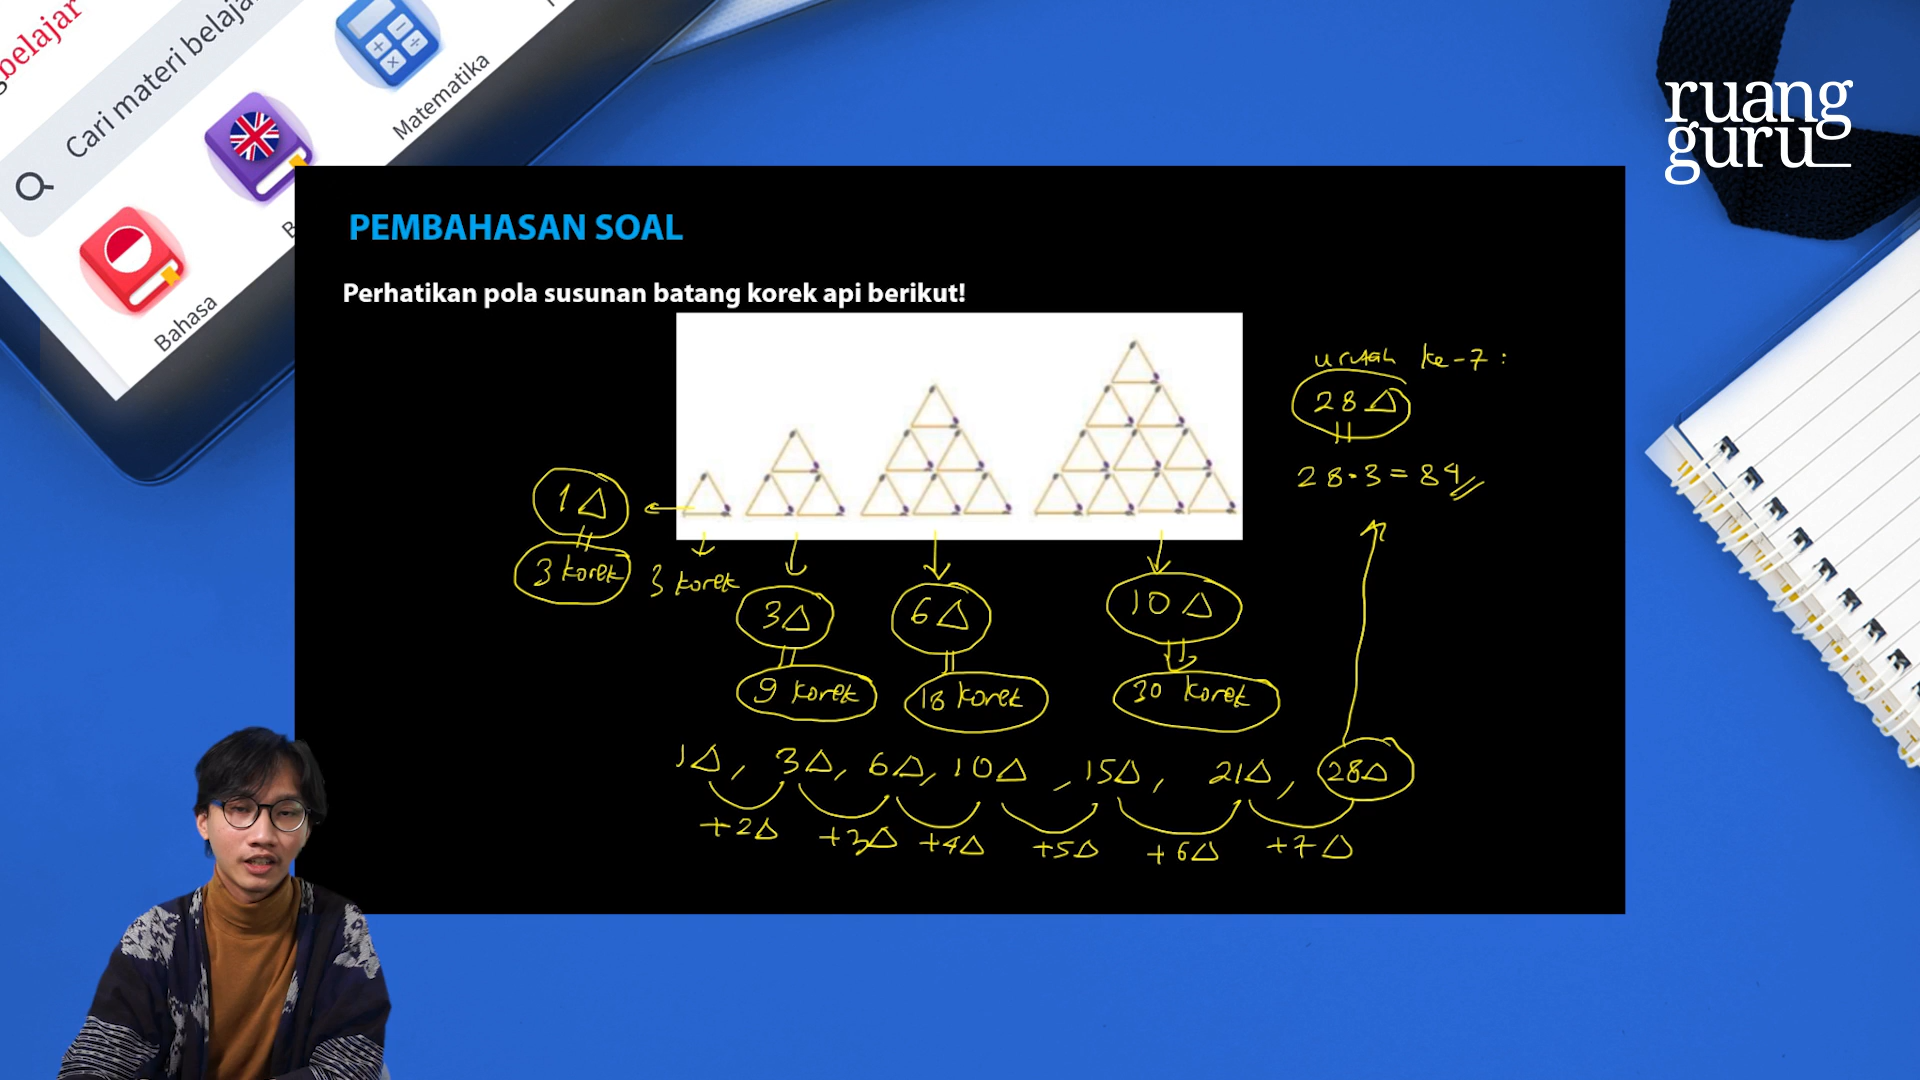 gbelajar
Cari materi belaja
Matematika
B
Bahasa
ruang
guru
PEMBAHASAN SOAL
Perhatikan pola susunan batang korek api berikut!
urutan ke-7 :
28 △
28 · 3 = 84
1 △
3 korek
3 korek
3△
6△
10 △
9 korek
18 korek
30 korek
1△, 3△, 6△, 10△, 15△, 21△, 28△
+2△ +3△ +4△ +5△ +6△ +7△